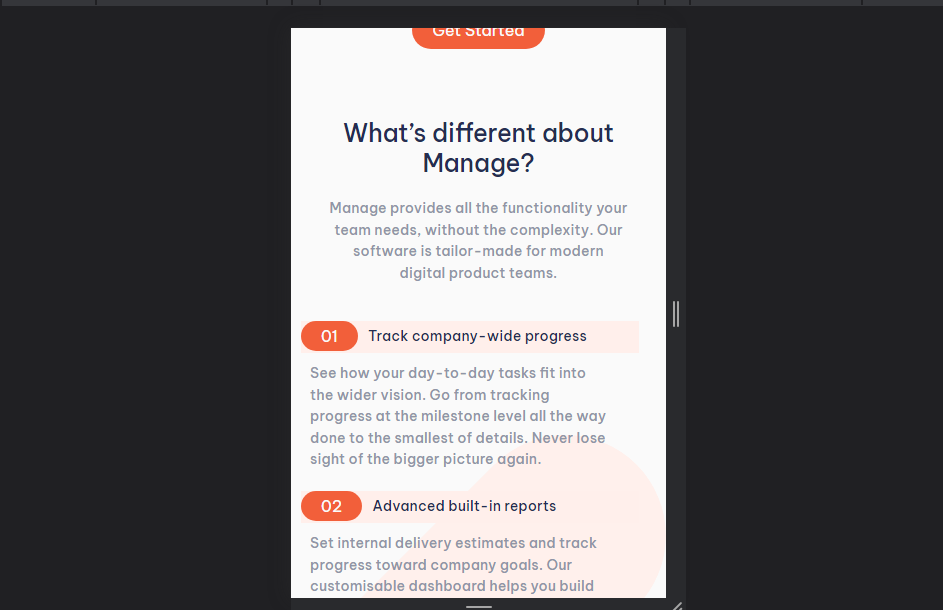 Get Started
What’s different about
Manage?
Manage provides all the functionality your
team needs, without the complexity. Our
software is tailor-made for modern
digital product teams.
01 Track company-wide progress
See how your day-to-day tasks fit into
the wider vision. Go from tracking
progress at the milestone level all the way
done to the smallest of details. Never lose
sight of the bigger picture again.
02 Advanced built-in reports
Set internal delivery estimates and track
progress toward company goals. Our
customisable dashboard helps you build